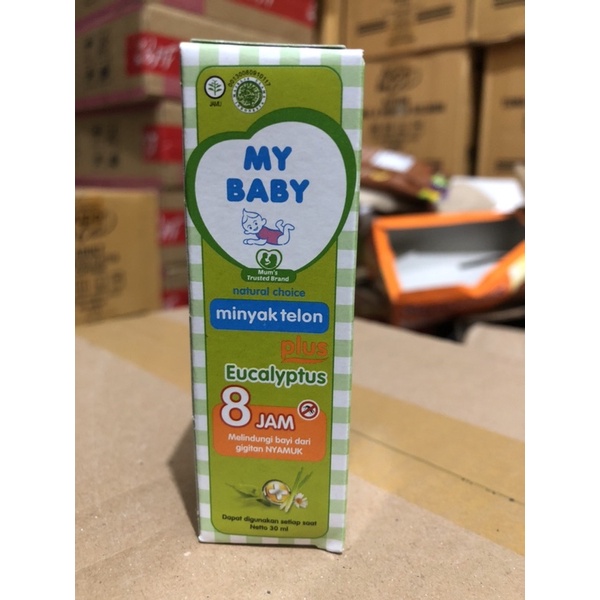 JAMU
MY
BABY
Mum's
Trusted Brand
natural choice
minyak telon
plus
Eucalyptus
8 JAM
Melindungi bayi dari
gigitan NYAMUK
Dapat digunakan setiap saat
Netto 30 ml